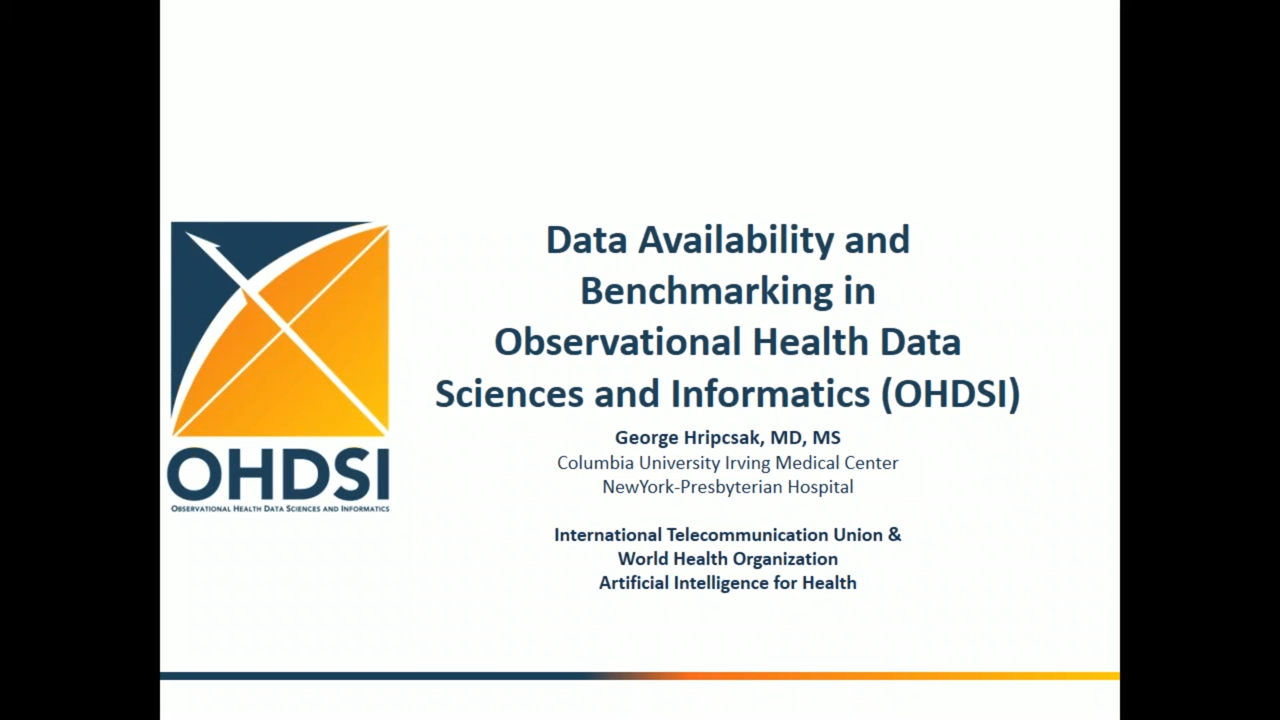 Data Availability and
Benchmarking in
Observational Health Data
Sciences and Informatics (OHDSI)
George Hripcsak, MD, MS
Columbia University Irving Medical Center
NewYork-Presbyterian Hospital
International Telecommunication Union &
World Health Organization
Artificial Intelligence for Health
OHDSI
OBSERVATIONAL HEALTH DATA SCIENCES AND INFORMATICS